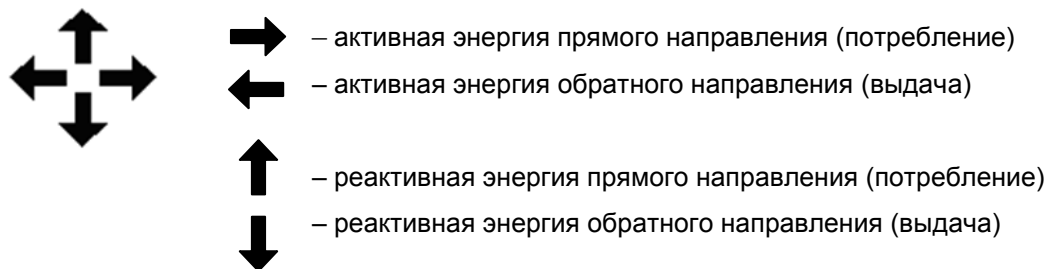 – активная энергия прямого направления (потребление)
– активная энергия обратного направления (выдача)
– реактивная энергия прямого направления (потребление)
– реактивная энергия обратного направления (выдача)